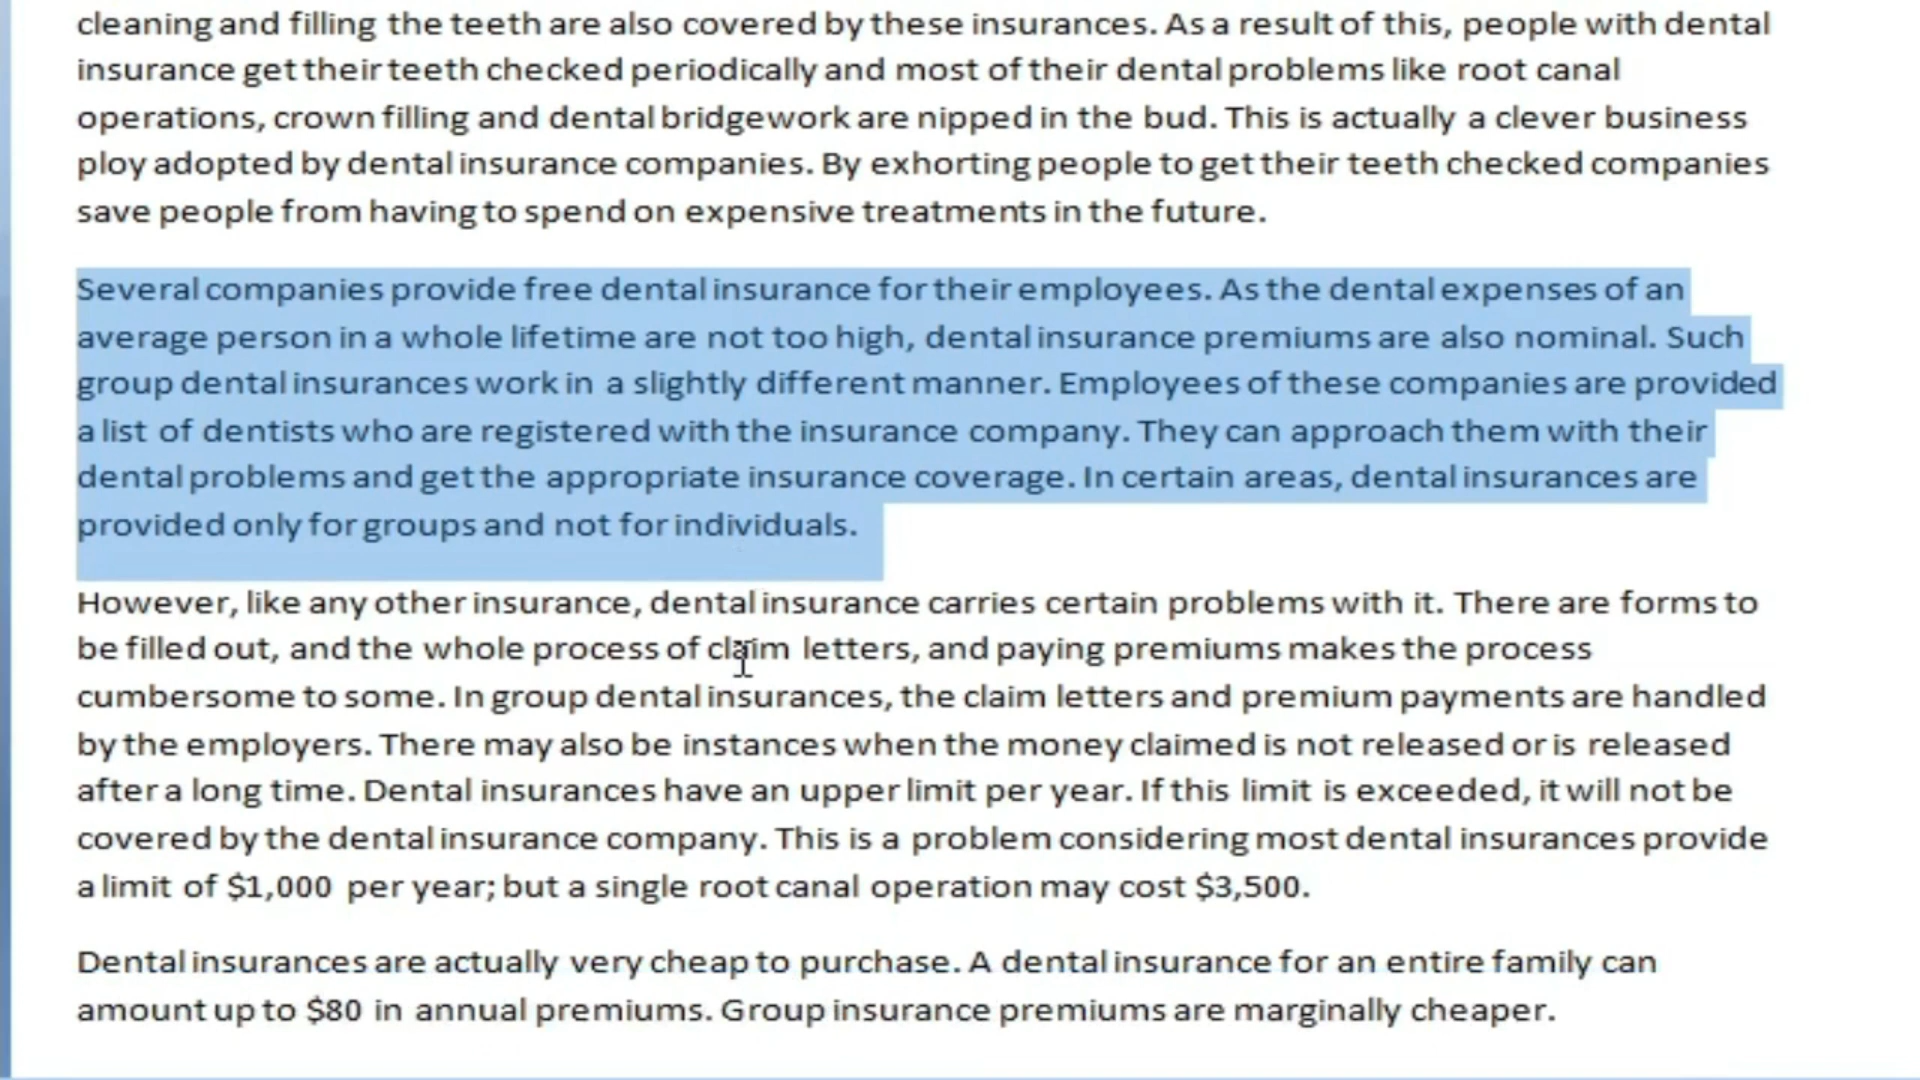 cleaning and filling the teeth are also covered by these insurances. As a result of this, people with dental
insurance get their teeth checked periodically and most of their dental problems like root canal
operations, crown filling and dental bridgework are nipped in the bud. This is actually a clever business
ploy adopted by dental insurance companies. By exhorting people to get their teeth checked companies
save people from having to spend on expensive treatments in the future.
Several companies provide free dental insurance for their employees. As the dental expenses of an
average person in a whole lifetime are not too high, dental insurance premiums are also nominal. Such
group dental insurances work in a slightly different manner. Employees of these companies are provided
a list of dentists who are registered with the insurance company. They can approach them with their
dental problems and get the appropriate insurance coverage. In certain areas, dental insurances are
provided only for groups and not for individuals.
However, like any other insurance, dental insurance carries certain problems with it. There are forms to
be filled out, and the whole process of claim letters, and paying premiums makes the process
cumbersome to some. In group dental insurances, the claim letters and premium payments are handled
by the employers. There may also be instances when the money claimed is not released or is released
after a long time. Dental insurances have an upper limit per year. If this limit is exceeded, it will not be
covered by the dental insurance company. This is a problem considering most dental insurances provide
a limit of $1,000 per year; but a single root canal operation may cost $3,500.
Dental insurances are actually very cheap to purchase. A dental insurance for an entire family can
amount up to $80 in annual premiums. Group insurance premiums are marginally cheaper.